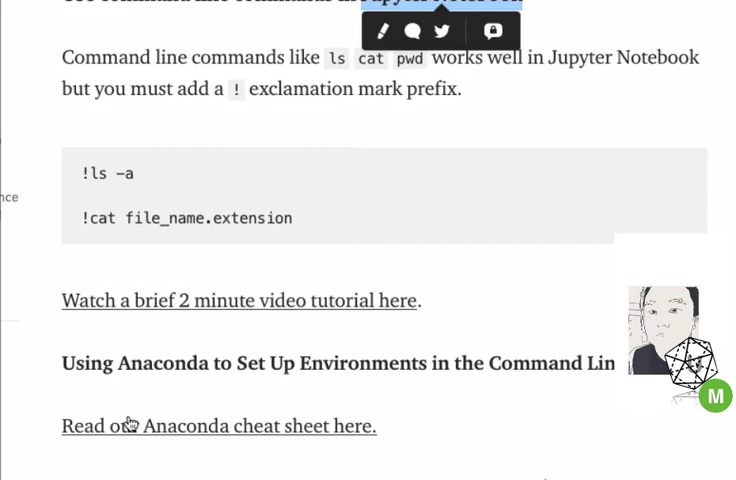 Command line commands like ls cat pwd works well in Jupyter Notebook
but you must add a ! exclamation mark prefix.
!ls -a
nce
!cat file_name.extension
Watch a brief 2 minute video tutorial here.
Using Anaconda to Set Up Environments in the Command Lin
M
Read o Anaconda cheat sheet here.